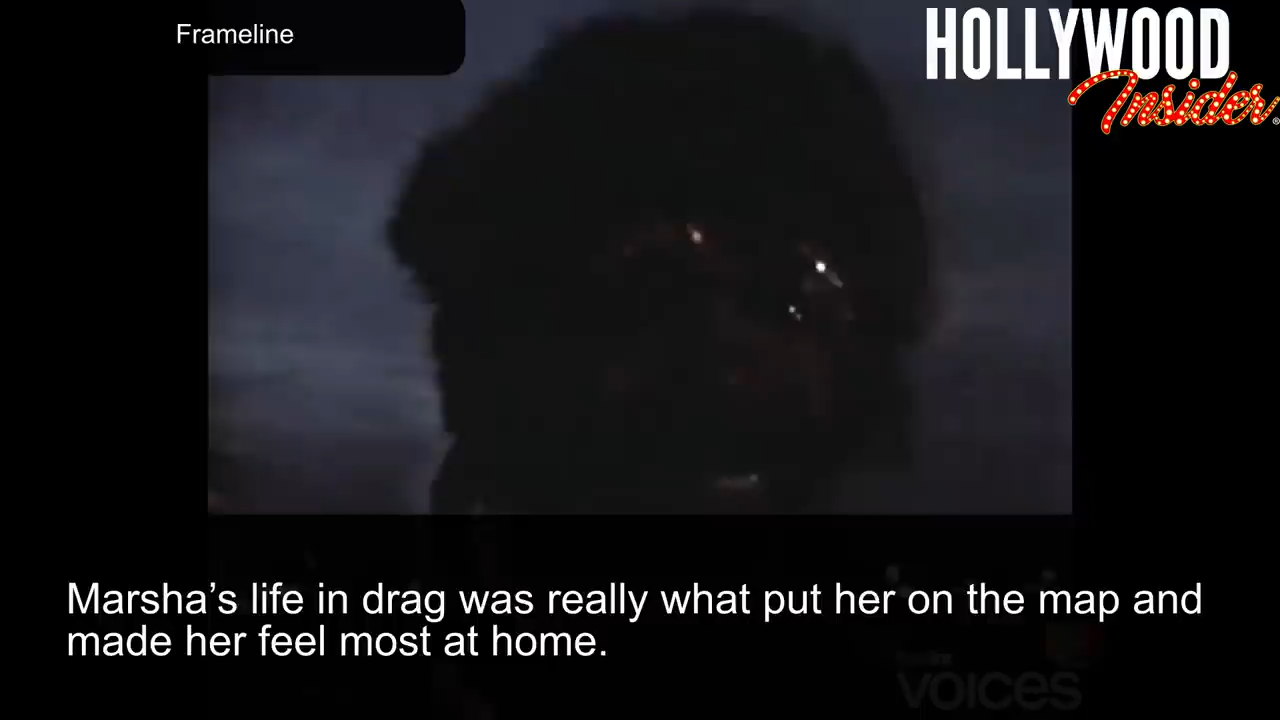 Frameline
HOLLYWOOD
Insider
Marsha's life in drag was really what put her on the map and
made her feel most at home.
voices